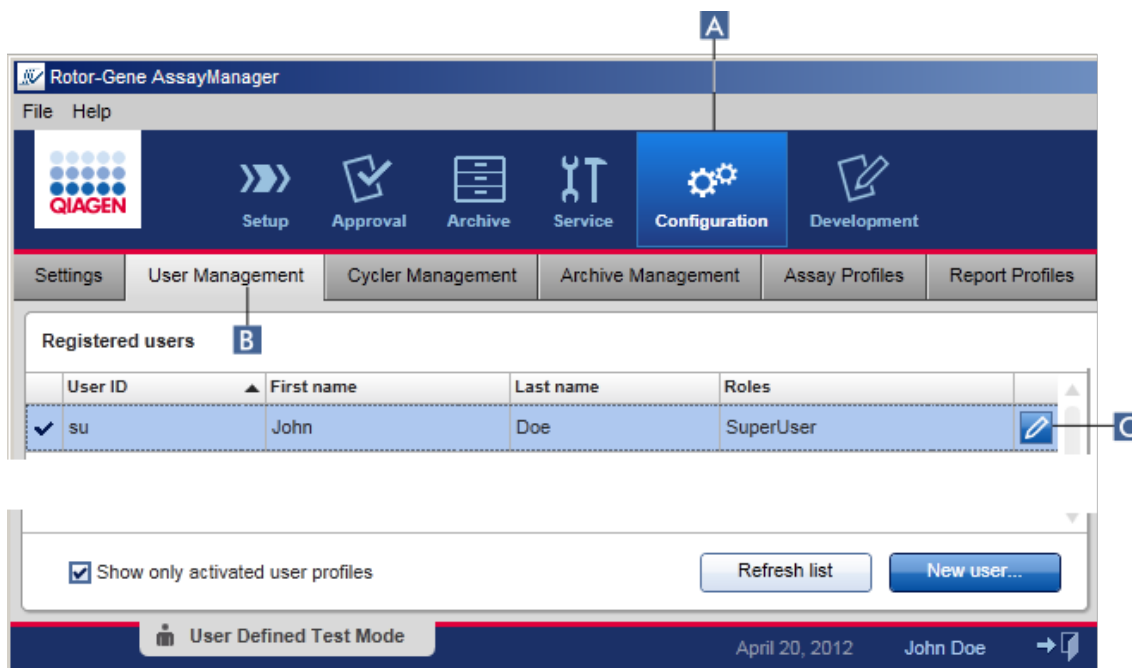 A
Rotor-Gene AssayManager
File Help
QIAGEN
Setup Approval Archive Service Configuration Development
Settings User Management Cycler Management Archive Management Assay Profiles Report Profiles
B
Registered users
User ID First name Last name Roles
su John Doe SuperUser
C
Show only activated user profiles Refresh list New user...
User Defined Test Mode April 20, 2012 John Doe